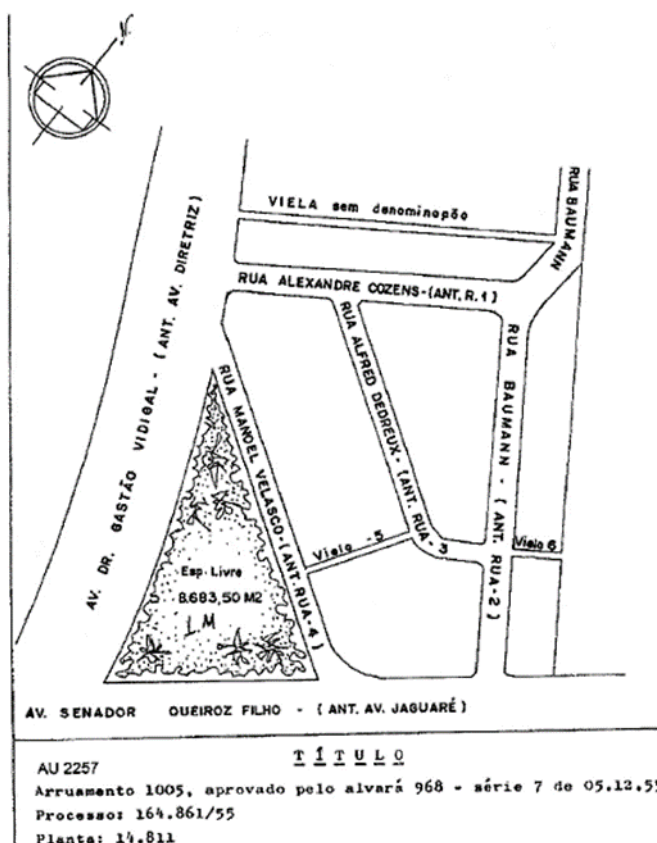 N
VIELA sem denominopõo
RUA BAUMANN
RUA ALEXANDRE COZENS-(ANT. R. 1)
AV. DR. GASTÃO VIDIGAL - (ANT. AV. DIRETRIZ)
RUA ALFRED DEDREUX-(ANT. RUA-3
RUA BAUMANN - (ANT. RUA-2)
RUA MANOEL VELASCO-(ANT. RUA-4)
Viela -5
Viela 6
Esp. Livre
8.683,50 M2
L M
AV. SENADOR QUEIROZ FILHO - (ANT. AV. JAGUARÉ)
TÍTULO
AU 2257
Arruamento 1005, aprovado pelo alvará 968 - série 7 de 05.12.5
Processo: 164.861/55
Planta: 14.811